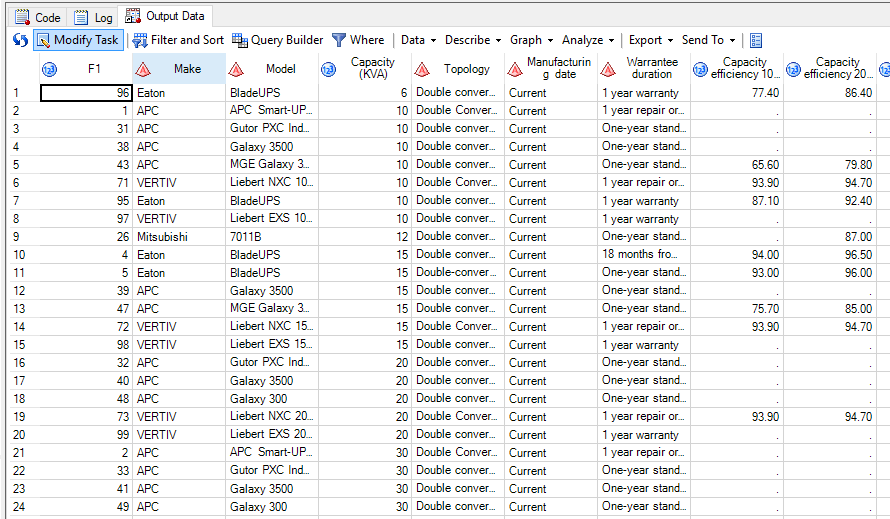 Code Log Output Data
Modify Task Filter and Sort Query Builder Where Data Describe Graph Analyze Export Send To
F1 Make Model Capacity (KVA) Topology Manufacturin g date Warrantee duration Capacity efficiency 10... Capacity efficiency 20...
1 96 Eaton BladeUPS 6 Double conver... Current 1 year warranty 77.40 86.40
2 1 APC APC Smart-UP... 10 Double Conver... Current 1 year repair or... . .
3 31 APC Gutor PXC Ind... 10 Double conver... Current One-year stand... . .
4 38 APC Galaxy 3500 10 Double conver... Current One-year stand... . .
5 43 APC MGE Galaxy 3... 10 Double conver... Current One-year stand... 65.60 79.80
6 71 VERTIV Liebert NXC 10... 10 Double Conver... Current 1 year repair or... 93.90 94.70
7 95 Eaton BladeUPS 10 Double conver... Current 1 year warranty 87.10 92.40
8 97 VERTIV Liebert EXS 10... 10 Double conver... Current 1 year warranty . .
9 26 Mitsubishi 7011B 12 Double conver... Current One-year stand... . 87.00
10 4 Eaton BladeUPS 15 Double conver... Current 18 months fro... 94.00 96.50
11 5 Eaton BladeUPS 15 Double-conver... Current One-year stand... 93.00 96.00
12 39 APC Galaxy 3500 15 Double conver... Current One-year stand... . .
13 47 APC MGE Galaxy 3... 15 Double conver... Current One-year stand... 75.70 85.00
14 72 VERTIV Liebert NXC 15... 15 Double Conver... Current 1 year repair or... 93.90 94.70
15 98 VERTIV Liebert EXS 15... 15 Double conver... Current 1 year warranty . .
16 32 APC Gutor PXC Ind... 20 Double conver... Current One-year stand... . .
17 40 APC Galaxy 3500 20 Double conver... Current One-year stand... . .
18 48 APC Galaxy 300 20 Double conver... Current One-year stand... . .
19 73 VERTIV Liebert NXC 20... 20 Double Conver... Current 1 year repair or... 93.90 94.70
20 99 VERTIV Liebert EXS 20... 20 Double conver... Current 1 year warranty . .
21 2 APC APC Smart-UP... 30 Double Conver... Current 1 year repair or... . .
22 33 APC Gutor PXC Ind... 30 Double conver... Current One-year stand... . .
23 41 APC Galaxy 3500 30 Double conver... Current One-year stand... . .
24 49 APC Galaxy 300 30 Double conver... Current One-year stand... . .